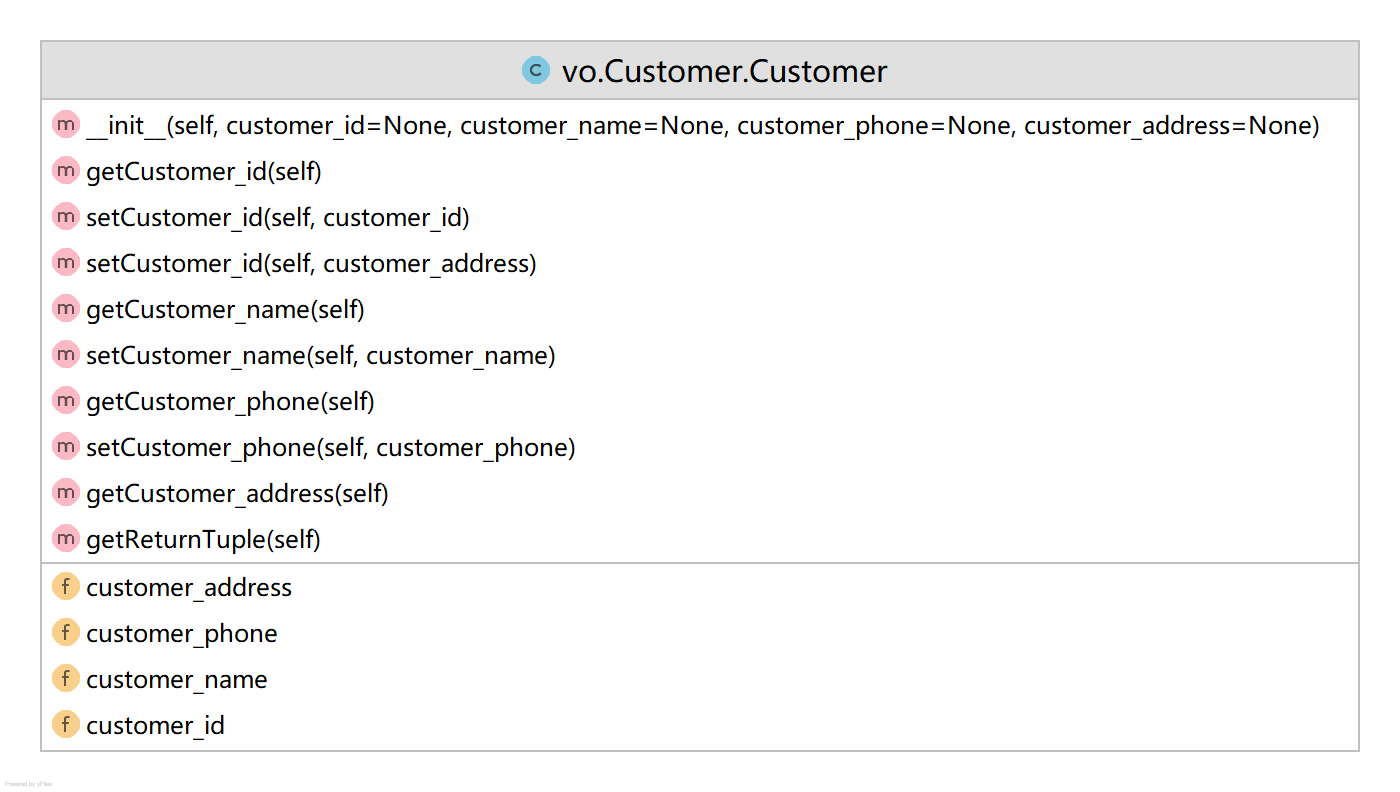 C vo.Customer.Customer
m __init__(self, customer_id=None, customer_name=None, customer_phone=None, customer_address=None)
m getCustomer_id(self)
m setCustomer_id(self, customer_id)
m setCustomer_id(self, customer_address)
m getCustomer_name(self)
m setCustomer_name(self, customer_name)
m getCustomer_phone(self)
m setCustomer_phone(self, customer_phone)
m getCustomer_address(self)
m getReturnTuple(self)
f customer_address
f customer_phone
f customer_name
f customer_id
Powered by yFiles